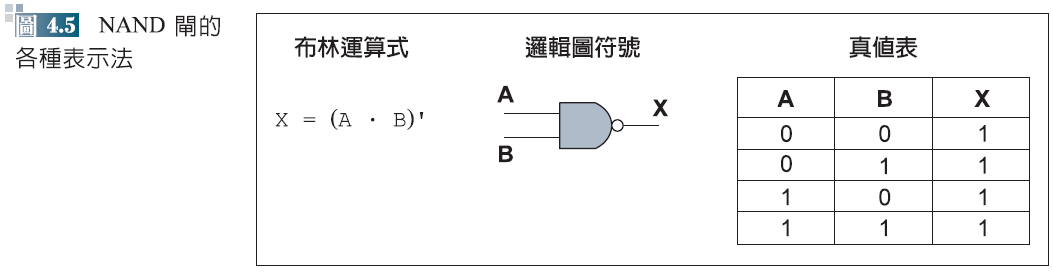 圖 4.5 NAND 閘的
各種表示法
布林運算式 邏輯圖符號 真值表
X = (A · B)'
A
B
X
A B X
0 0 1
0 1 1
1 0 1
1 1 1